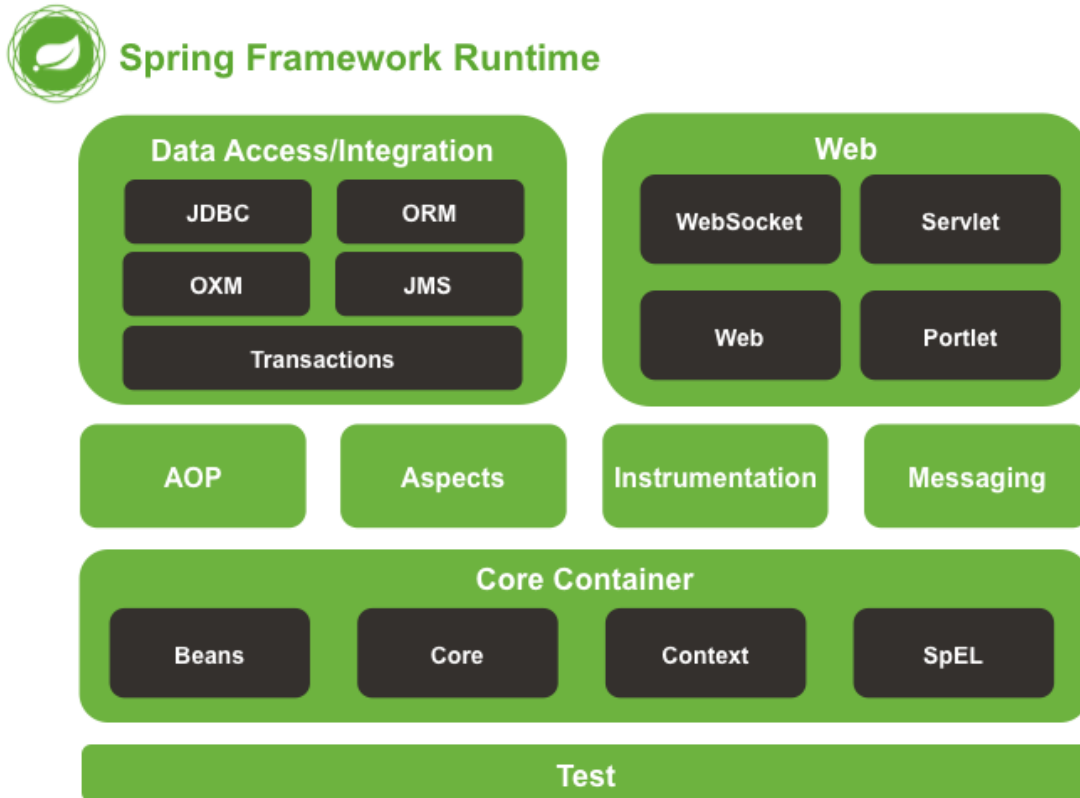 Spring Framework Runtime
Data Access/Integration
JDBC ORM
OXM JMS
Transactions
Web
WebSocket Servlet
Web Portlet
AOP Aspects Instrumentation Messaging
Core Container
Beans Core Context SpEL
Test